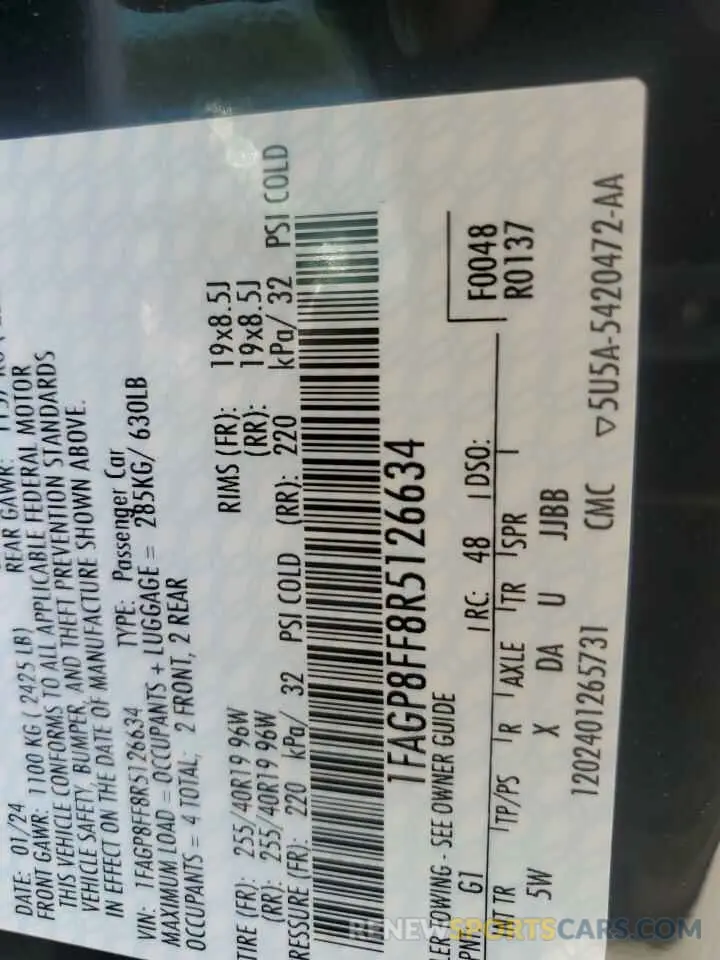 DATE: 01/24
FRONT GAWR: 1100 KG ( 2425 LB) REAR GAWR:
THIS VEHICLE CONFORMS TO ALL APPLICABLE FEDERAL MOTOR
VEHICLE SAFETY, BUMPER, AND THEFT PREVENTION STANDARDS
IN EFFECT ON THE DATE OF MANUFACTURE SHOWN ABOVE.
VIN: 1FAGP8FF8R5126634 TYPE: Passenger Car
MAXIMUM LOAD = OCCUPANTS + LUGGAGE = 285KG/ 630LB
OCCUPANTS = 4 TOTAL, 2 FRONT, 2 REAR
TIRE (FR): 255/40R19 96W RIMS (FR): 19x8.5J
(RR): 255/40R19 96W (RR): 19x8.5J
RESSURE (FR): 220 kPa/ 32 PSI COLD (RR): 220 kPa/ 32 PSI COLD
1FAGP8FF8R5126634
LER TOWING - SEE OWNER GUIDE
F0048
PNT: G1 RC: 48 DSO: R0137
TR TP/PS R AXLE TR SPR
5W X DA U JJBB
1202401265731 CMC ▽5U5A-5420472-AA
RENEWSPORTSCARS.COM